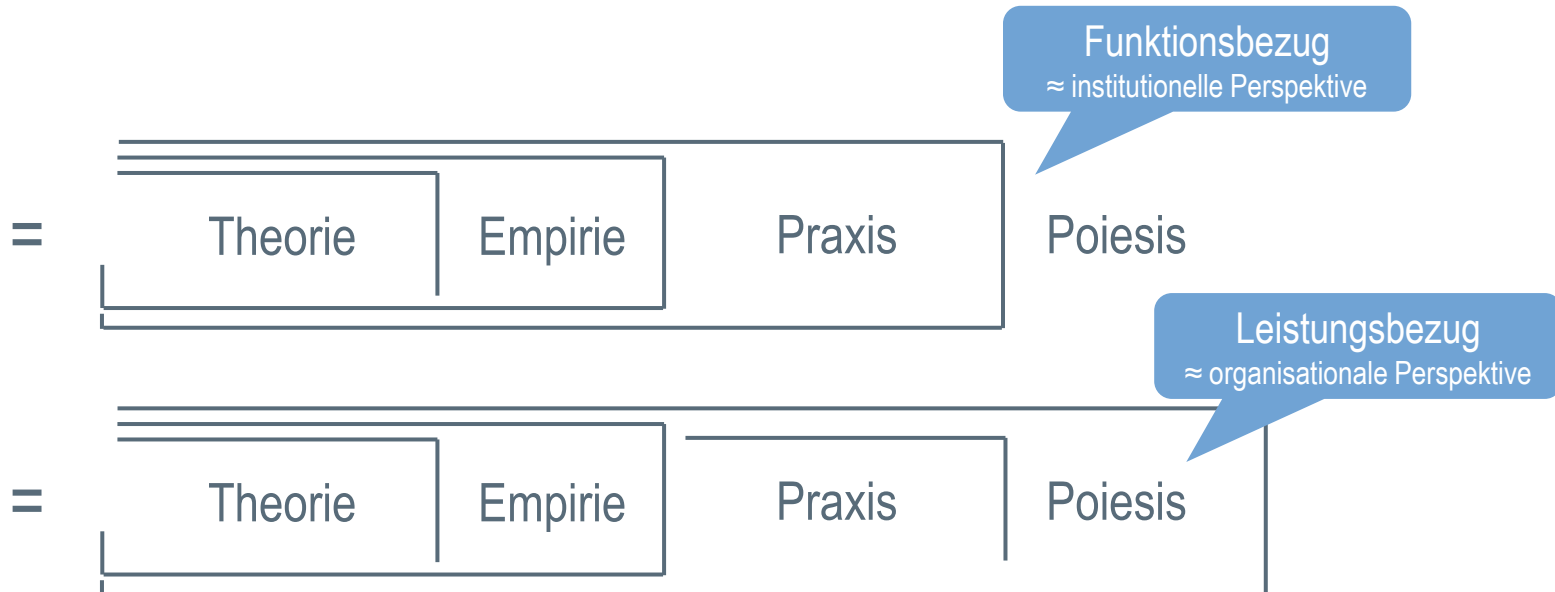 Funktionsbezug
≈ institutionelle Perspektive
= Theorie Empirie Praxis Poiesis
Leistungsbezug
≈ organisationale Perspektive
= Theorie Empirie Praxis Poiesis